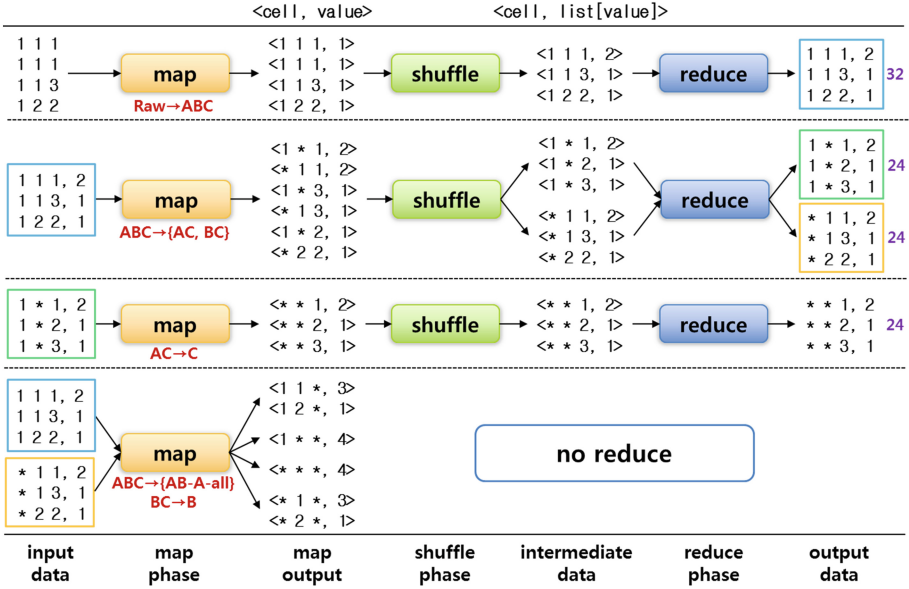 <cell, value>
<cell, list[value]>
1 1 1
1 1 1
1 1 3
1 2 2
map
Raw→ABC
<1 1 1, 1>
<1 1 1, 1>
<1 1 3, 1>
<1 2 2, 1>
shuffle
<1 1 1, 2>
<1 1 3, 1>
<1 2 2, 1>
reduce
1 1 1, 2
1 1 3, 1
1 2 2, 1
32
1 1 1, 2
1 1 3, 1
1 2 2, 1
map
ABC→{AC, BC}
<1 * 1, 2>
<* 1 1, 2>
<1 * 3, 1>
<* 1 3, 1>
<1 * 2, 1>
<* 2 2, 1>
shuffle
<1 * 1, 2>
<1 * 2, 1>
<1 * 3, 1>
<* 1 1, 2>
<* 1 3, 1>
<* 2 2, 1>
reduce
1 * 1, 2
1 * 2, 1
1 * 3, 1
24
* 1 1, 2
* 1 3, 1
* 2 2, 1
24
1 * 1, 2
1 * 2, 1
1 * 3, 1
map
AC→C
<* * 1, 2>
<* * 2, 1>
<* * 3, 1>
shuffle
<* * 1, 2>
<* * 2, 1>
<* * 3, 1>
reduce
* * 1, 2
* * 2, 1
* * 3, 1
24
1 1 1, 2
1 1 3, 1
1 2 2, 1
* 1 1, 2
* 1 3, 1
* 2 2, 1
map
ABC→{AB-A-all}
BC→B
<1 1 *, 3>
<1 2 *, 1>
<1 * *, 4>
<* * *, 4>
<* 1 *, 3>
<* 2 *, 1>
no reduce
input
data
map
phase
map
output
shuffle
phase
intermediate
data
reduce
phase
output
data